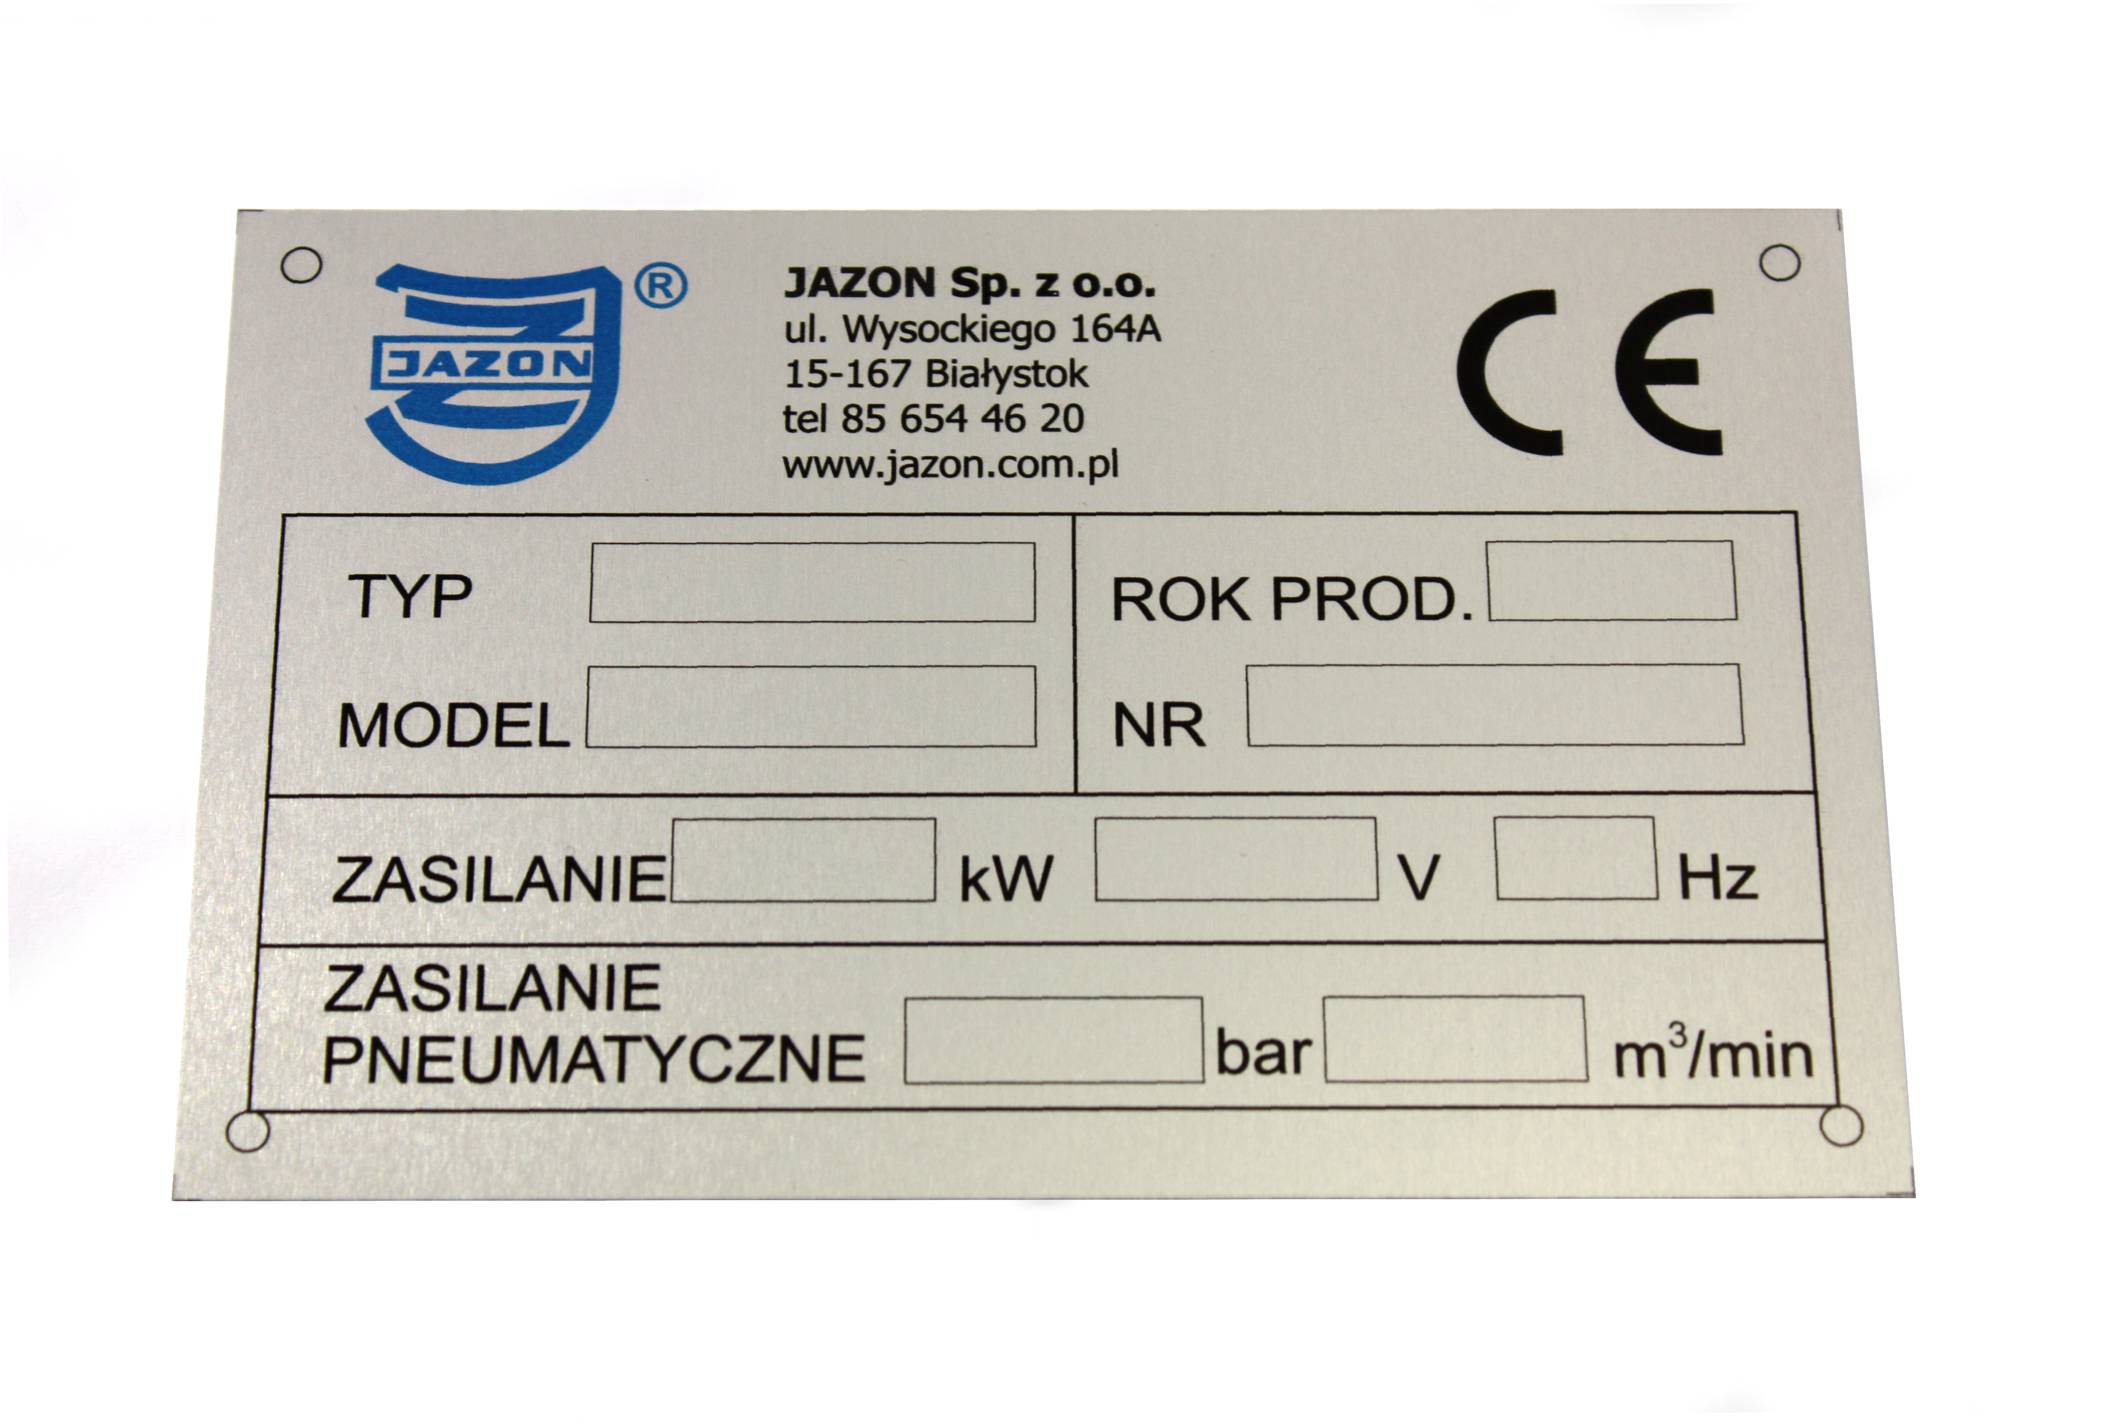 JAZON ®
JAZON Sp. z o.o.
ul. Wysockiego 164A
15-167 Białystok
tel 85 654 46 20
www.jazon.com.pl
CE
TYP
ROK PROD.
MODEL
NR
ZASILANIE kW V Hz
ZASILANIE
PNEUMATYCZNE bar m³/min